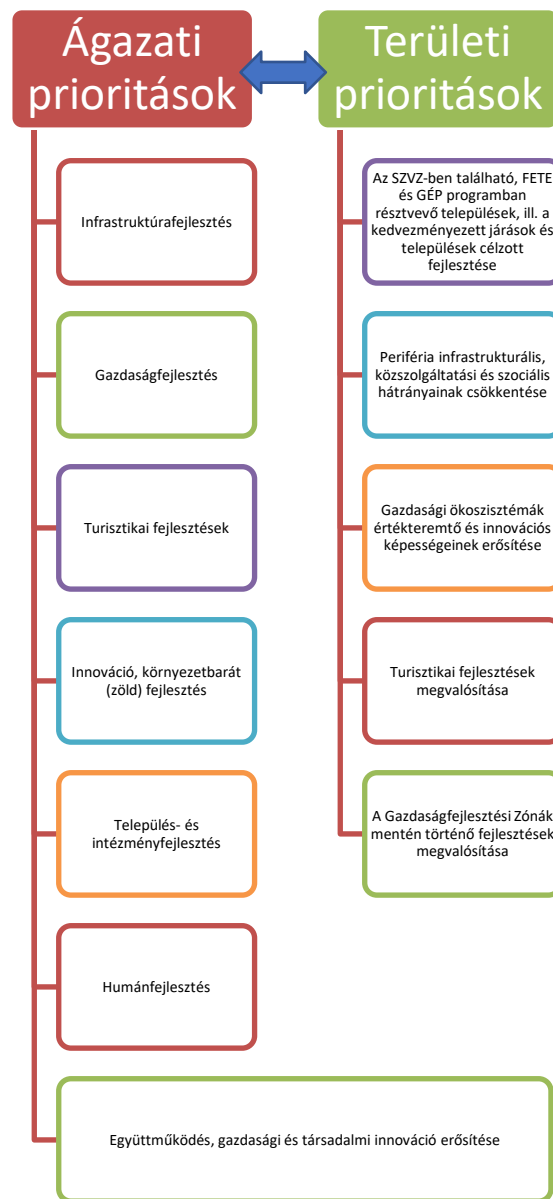 Ágazati
prioritások
Infrastruktúrafejlesztés
Gazdaságfejlesztés
Turisztikai fejlesztések
Innováció, környezetbarát
(zöld) fejlesztés
Település- és
intézményfejlesztés
Humánfejlesztés
Együttműködés, gazdasági és társadalmi innováció erősítése
Területi
prioritások
Az SZVZ-ben található, FETE
és GÉP programban
résztvevő települések, ill. a
kedvezményezett járások és
települések célzott
fejlesztése
Periféria infrastrukturális,
közszolgáltatási és szociális
hátrányainak csökkentése
Gazdasági ökoszisztémák
értékteremtő és innovációs
képességeinek erősítése
Turisztikai fejlesztések
megvalósítása
A Gazdaságfejlesztési Zónák
mentén történő fejlesztések
megvalósítása